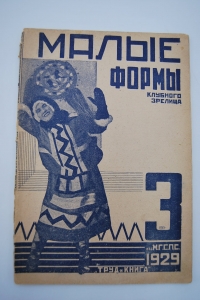 МАЛЫЕ
ФОРМЫ
КЛУБНОГО
ЗРЕЛИЩА
3
МГСПС
1929
"ТРУД и КНИГА"